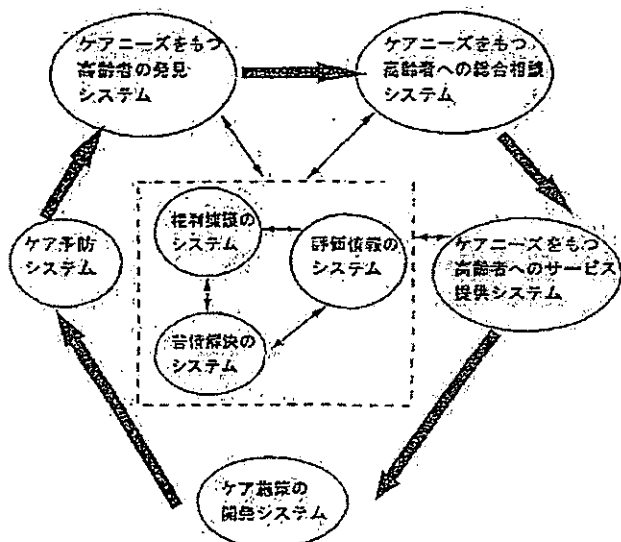 ケアニーズをもつ
高齢者の発見
システム
ケアニーズをもつ
高齢者への総合相談
システム
権利擁護の
システム
評価情報の
システム
苦情解決の
システム
ケア予防
システム
ケアニーズをもつ
高齢者へのサービス
提供システム
ケア施策の
開発システム